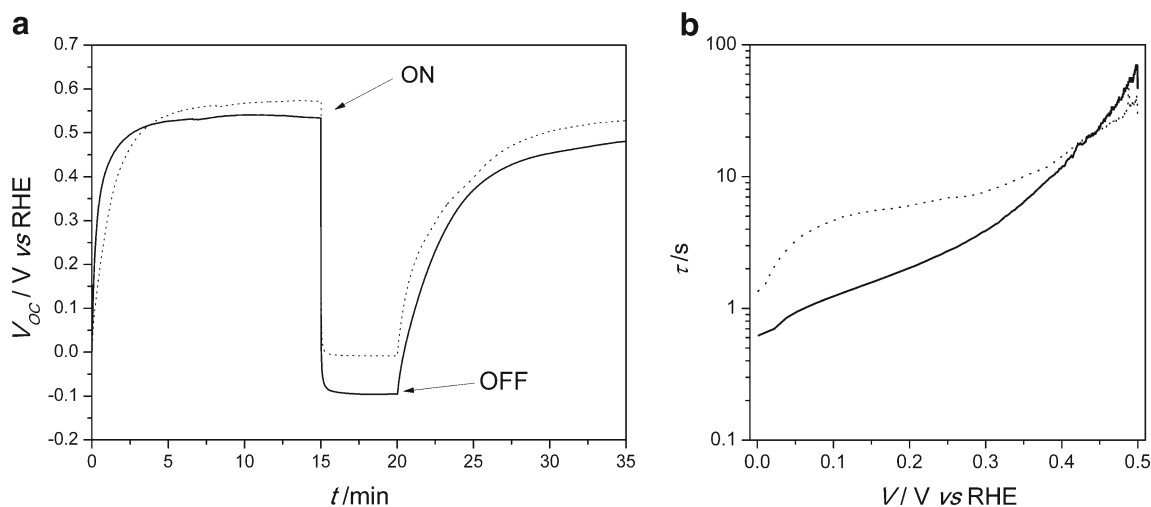 a
0.7
0.6
0.5
0.4
0.3
0.2
0.1
0.0
-0.1
-0.2
V_OC / V vs RHE
ON
OFF
0 5 10 15 20 25 30 35
t /min
b
100
10
1
0.1
τ /s
0.0 0.1 0.2 0.3 0.4 0.5
V / V vs RHE